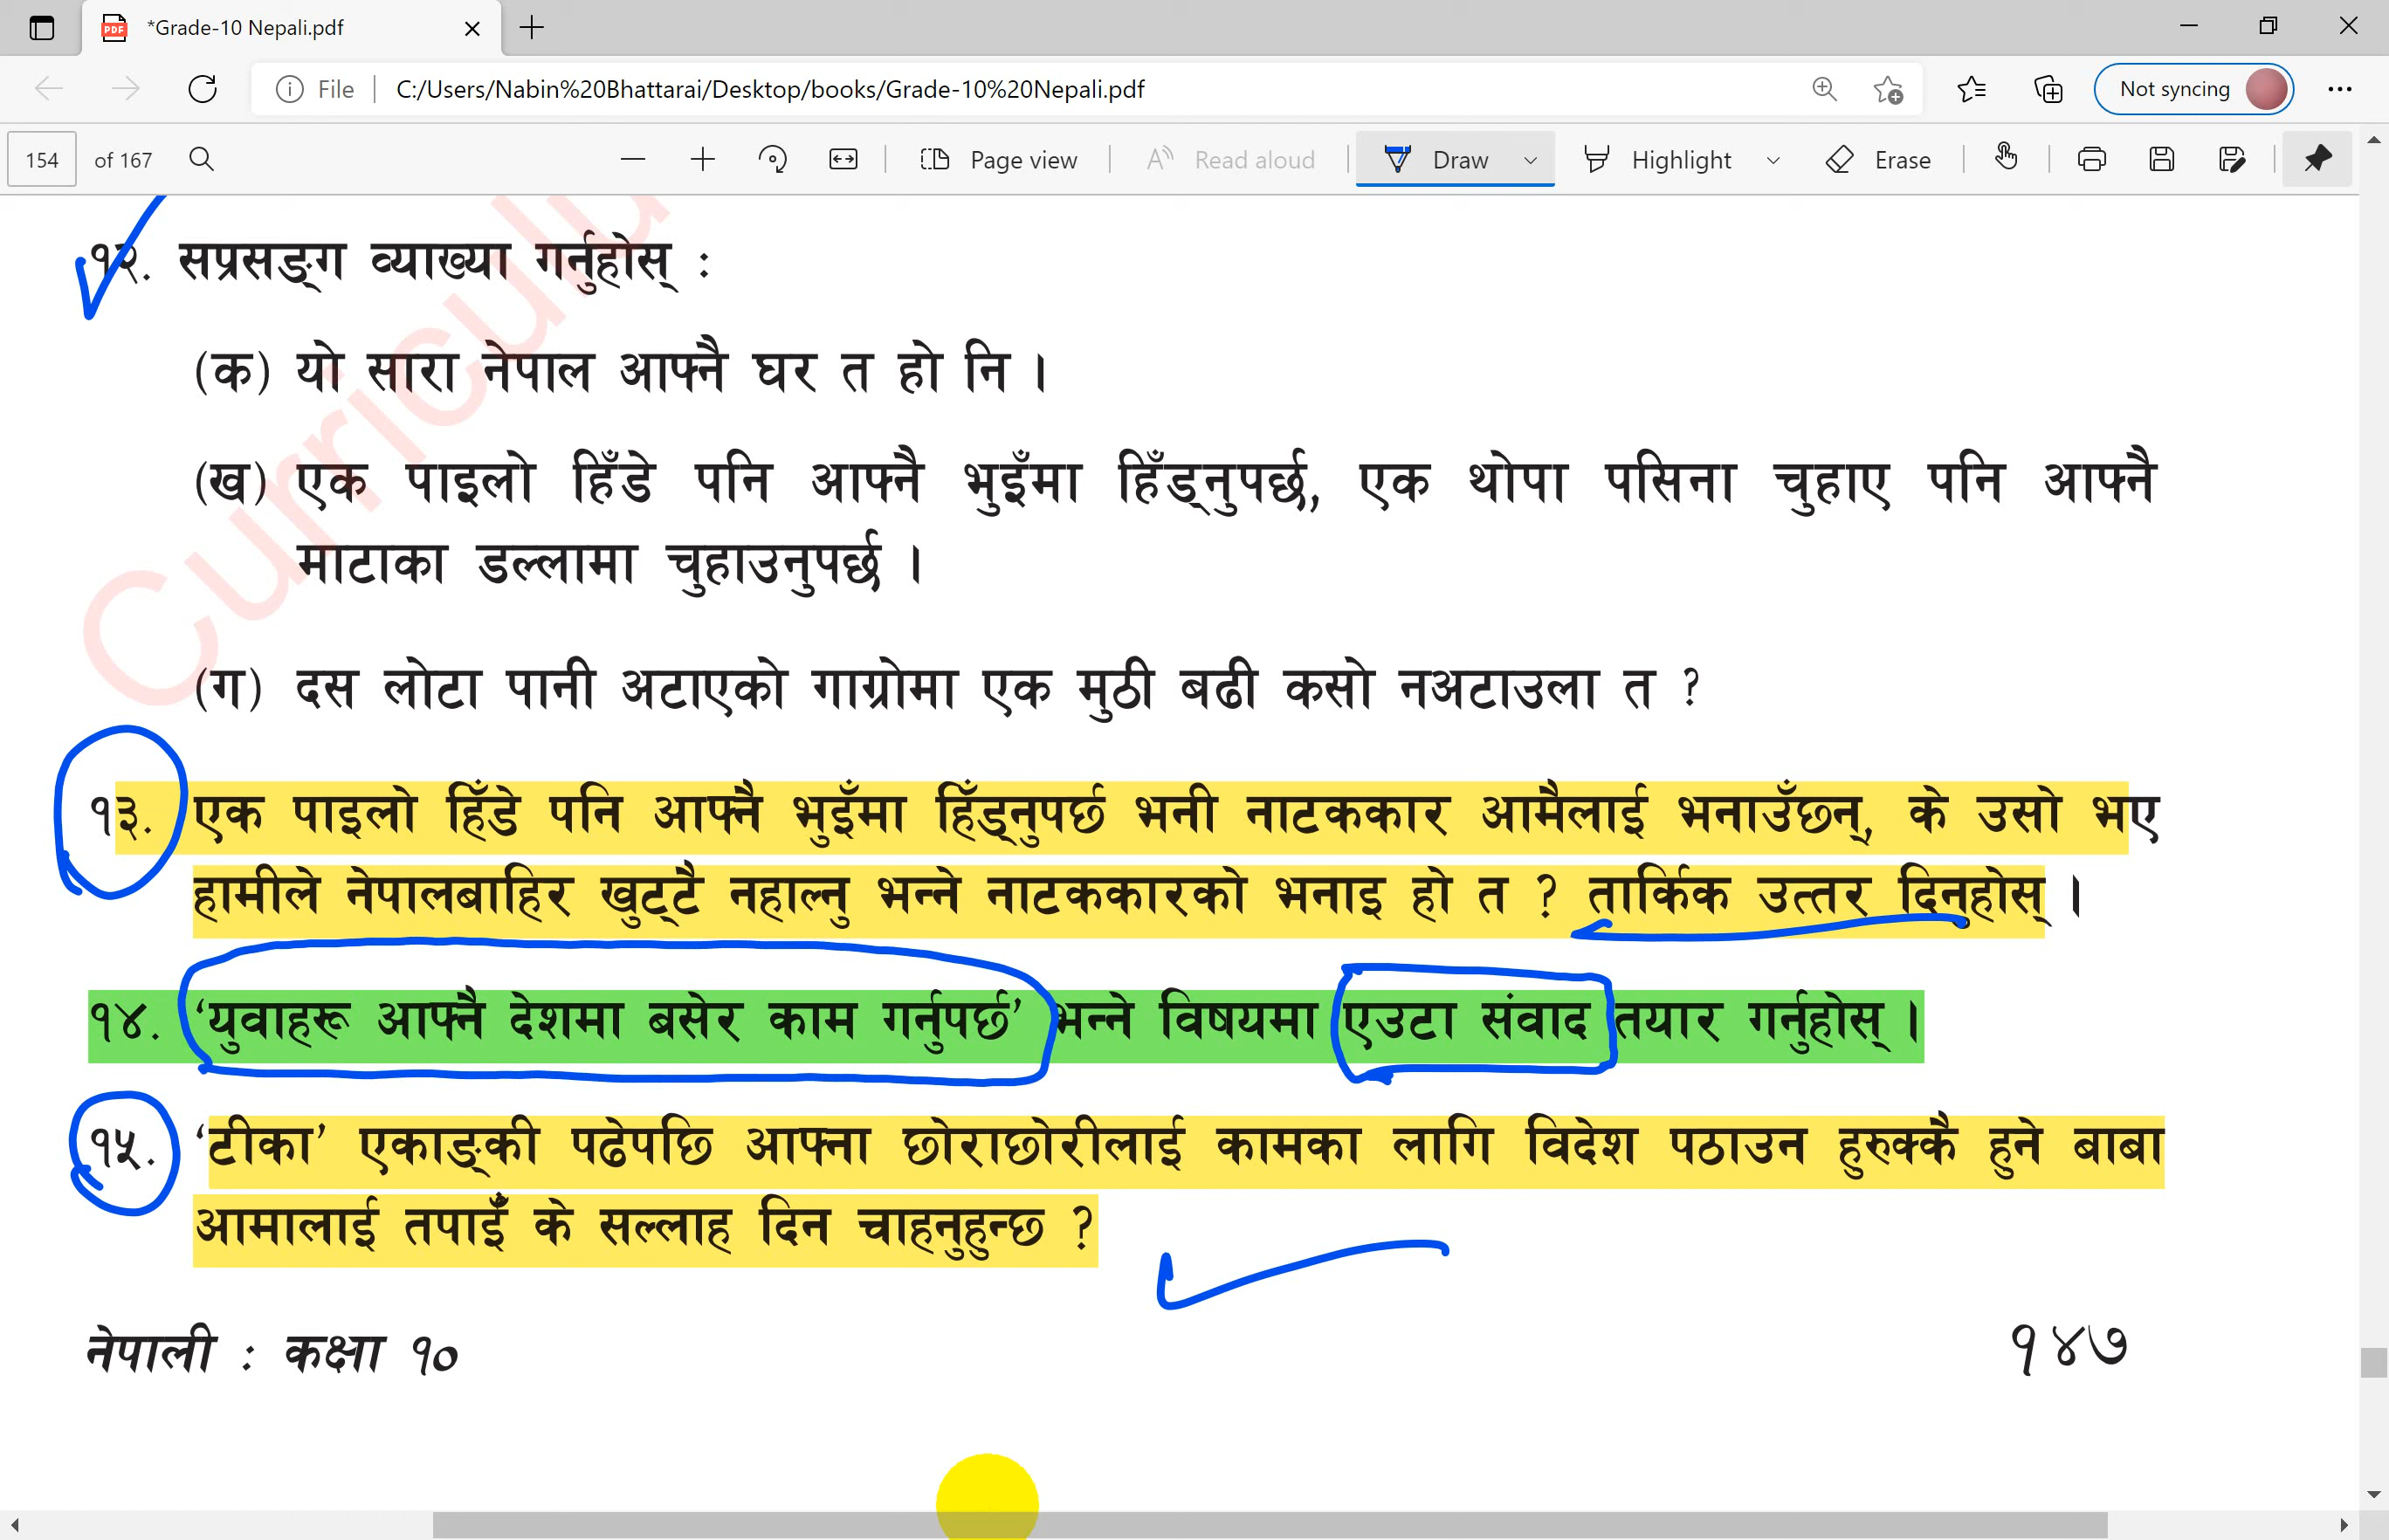 *Grade-10 Nepali.pdf
File C:/Users/Nabin%20Bhattarai/Desktop/books/Grade-10%20Nepali.pdf Not syncing
154 of 167 Page view Read aloud Draw Highlight Erase
Curriculu
१२. सप्रसङ्ग व्याख्या गर्नुहोस् :
(क) यो सारा नेपाल आफ्नै घर त हो नि ।
(ख) एक पाइलो हिँडे पनि आफ्नै भुइँमा हिँड्नुपर्छ, एक थोपा पसिना चुहाए पनि आफ्नै
माटाका डल्लामा चुहाउनुपर्छ ।
(ग) दस लोटा पानी अटाएको गाग्रोमा एक मुठी बढी कसो नअटाउला त ?
१३. एक पाइलो हिँडे पनि आफ्नै भुइँमा हिँड्नुपर्छ भनी नाटककार आमैलाई भनाउँछन्, के उसो भए
हामीले नेपालबाहिर खुट्टै नहाल्नु भन्ने नाटककारको भनाइ हो त ? तार्किक उत्तर दिनुहोस् ।
१४. ‘युवाहरू आफ्नै देशमा बसेर काम गर्नुपर्छ’ भन्ने विषयमा एउटा संवाद तयार गर्नुहोस् ।
१५. ‘टीका’ एकाङ्की पढेपछि आफ्ना छोराछोरीलाई कामका लागि विदेश पठाउन हुरुक्कै हुने बाबा
आमालाई तपाइँ के सल्लाह दिन चाहनुहुन्छ ?
नेपाली : कक्षा १० १४७